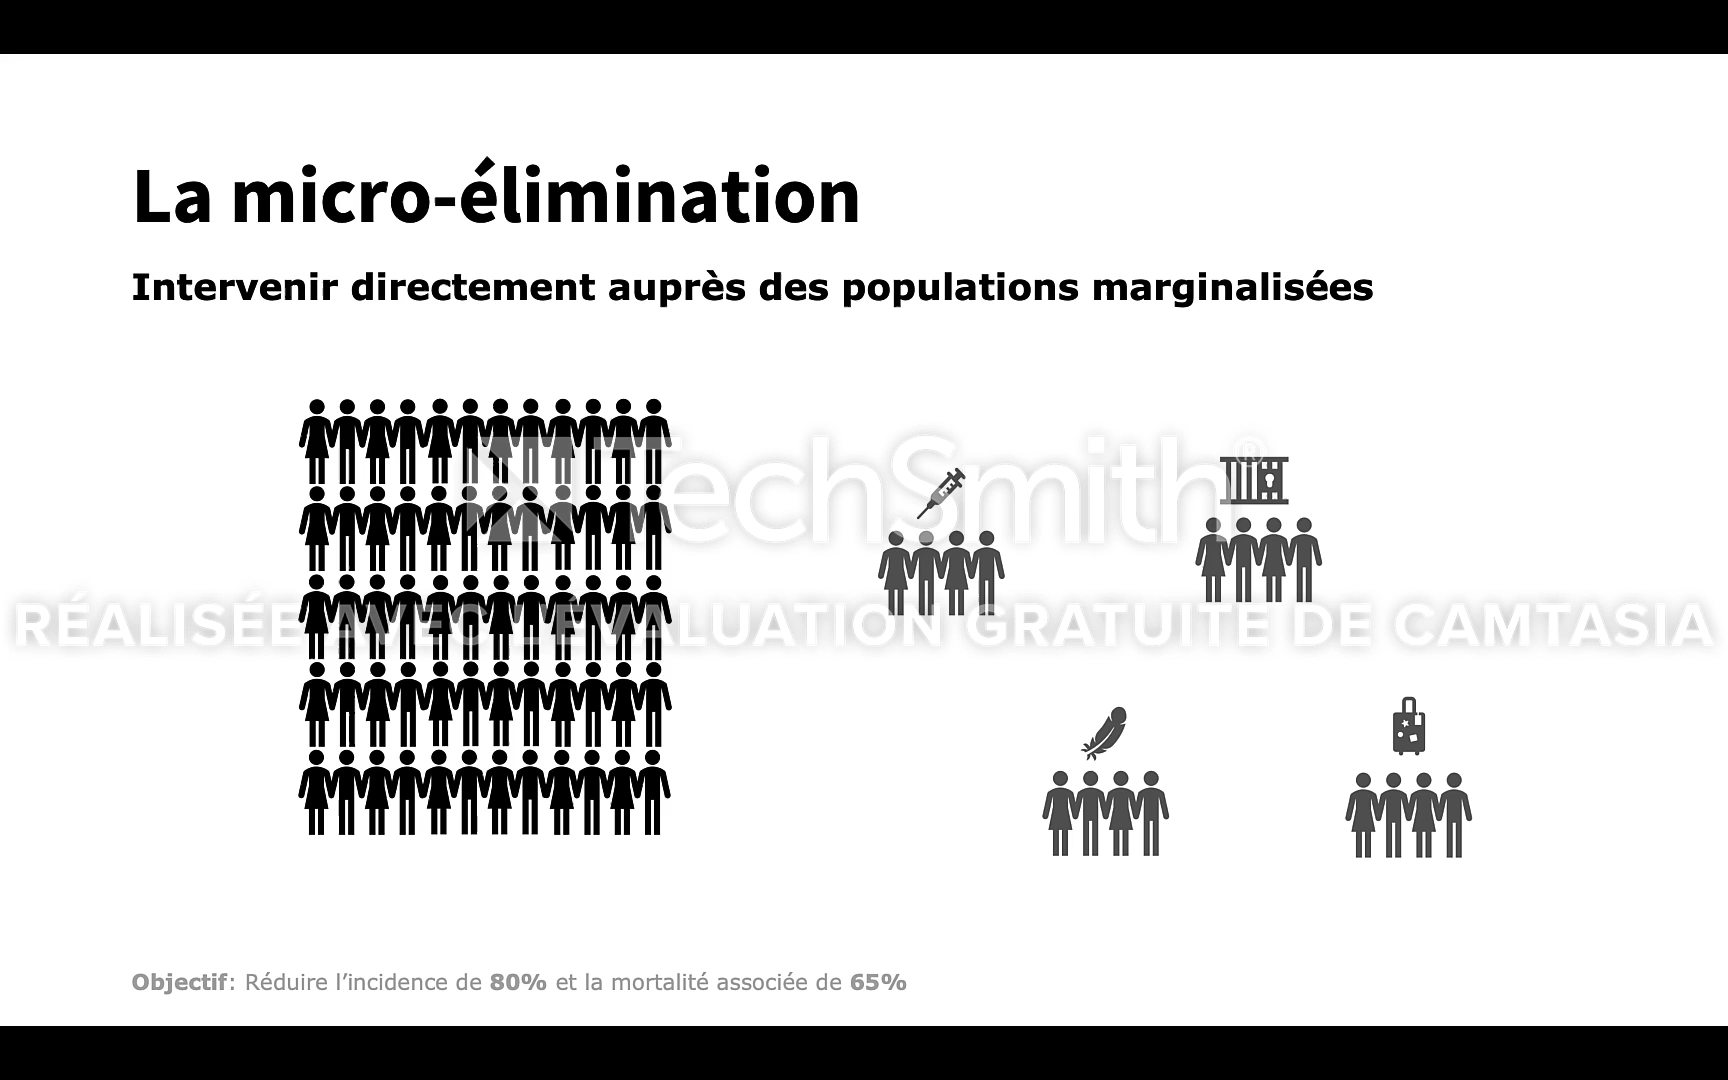 La micro-élimination
Intervenir directement auprès des populations marginalisées
TechSmith®
RÉALISÉE AVEC L'ÉVALUATION GRATUITE DE CAMTASIA
Objectif: Réduire l’incidence de 80% et la mortalité associée de 65%